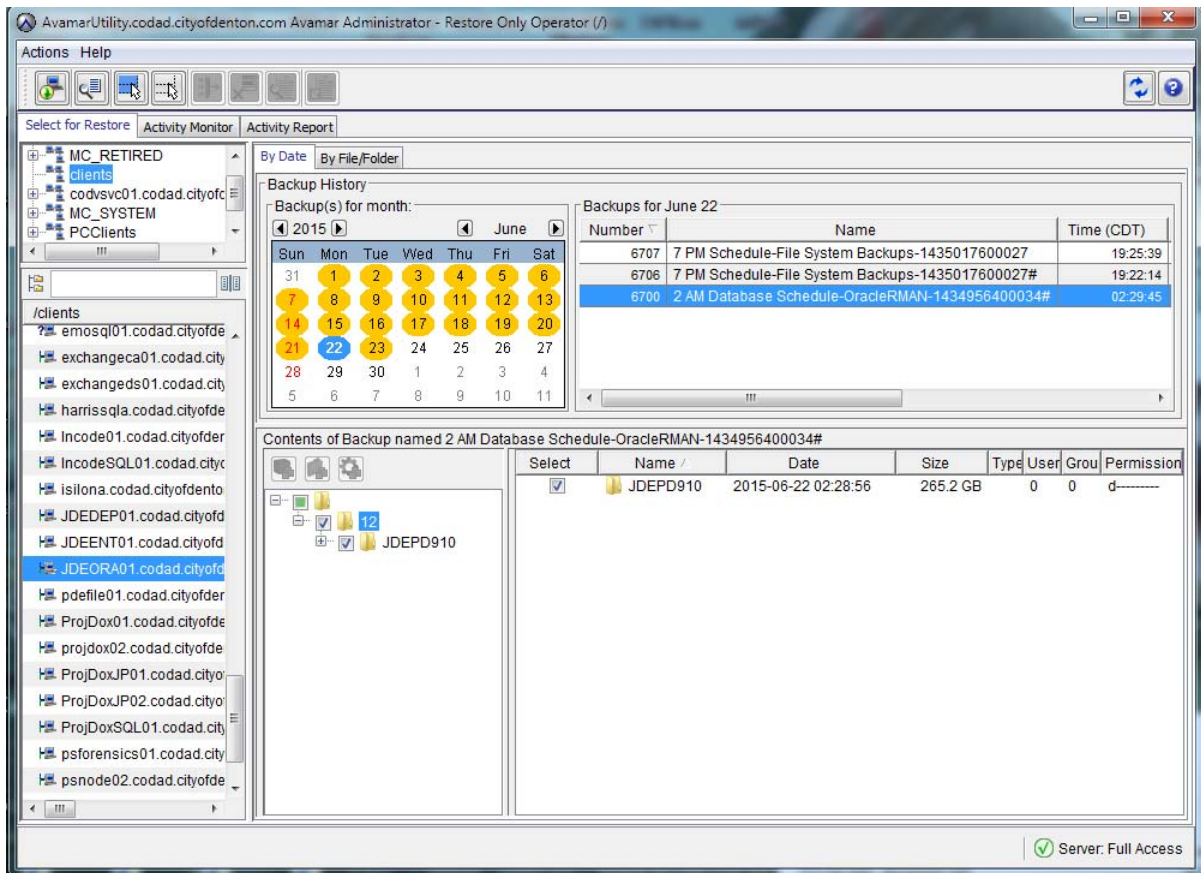 AvamarUtility.codad.cityofdenton.com Avamar Administrator - Restore Only Operator (/)
Actions Help
Select for Restore Activity Monitor Activity Report
MC_RETIRED
clients
codvsvc01.codad.cityofc
MC_SYSTEM
PCClients
/clients
emosql01.codad.cityofde
exchangeca01.codad.city
exchangeds01.codad.city
harrissqla.codad.cityofde
Incode01.codad.cityofder
IncodeSQL01.codad.cityc
isilona.codad.cityofdento
JDEDEP01.codad.cityofd
JDEENT01.codad.cityofd
JDEORA01.codad.cityofd
pdefile01.codad.cityofder
ProjDox01.codad.cityofde
projdox02.codad.cityofde
ProjDoxJP01.codad.cityo
ProjDoxJP02.codad.cityo
ProjDoxSQL01.codad.city
psforensics01.codad.city
psnode02.codad.cityofde
By Date By File/Folder
Backup History
Backup(s) for month:
2015 June
Sun Mon Tue Wed Thu Fri Sat
31 1 2 3 4 5 6
7 8 9 10 11 12 13
14 15 16 17 18 19 20
21 22 23 24 25 26 27
28 29 30 1 2 3 4
5 6 7 8 9 10 11
Backups for June 22
Number Name Time (CDT)
6707 7 PM Schedule-File System Backups-1435017600027 19:25:39
6706 7 PM Schedule-File System Backups-1435017600027# 19:22:14
6700 2 AM Database Schedule-OracleRMAN-1434956400034# 02:29:45
Contents of Backup named 2 AM Database Schedule-OracleRMAN-1434956400034#
12
JDEPD910
Select Name Date Size Type User Grou Permission
JDEPD910 2015-06-22 02:28:56 265.2 GB 0 0 d---------
Server: Full Access